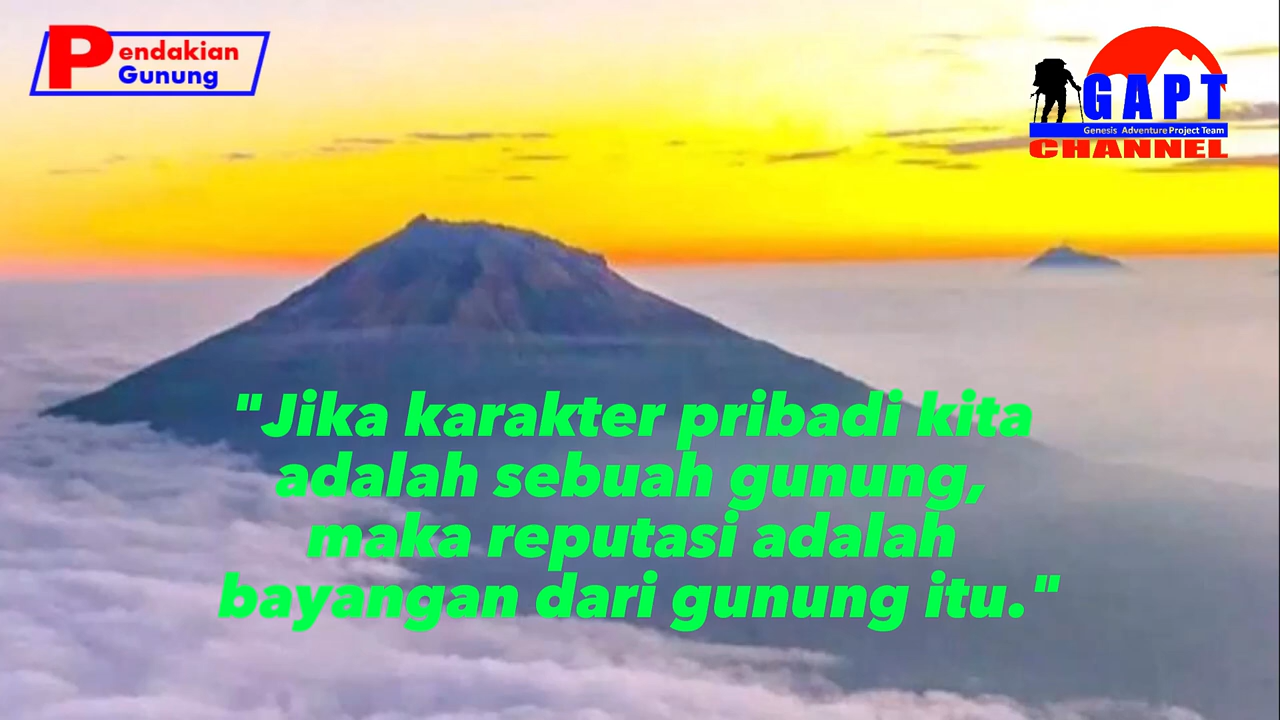 Pendakian
Gunung
GAPT
Genesis Adventure Project Team
CHANNEL
"Jika karakter pribadi kita
adalah sebuah gunung,
maka reputasi adalah
bayangan dari gunung itu."